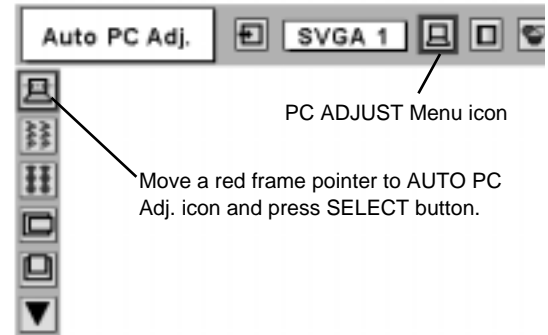 Auto PC Adj.
SVGA 1
PC ADJUST Menu icon
Move a red frame pointer to AUTO PC
Adj. icon and press SELECT button.